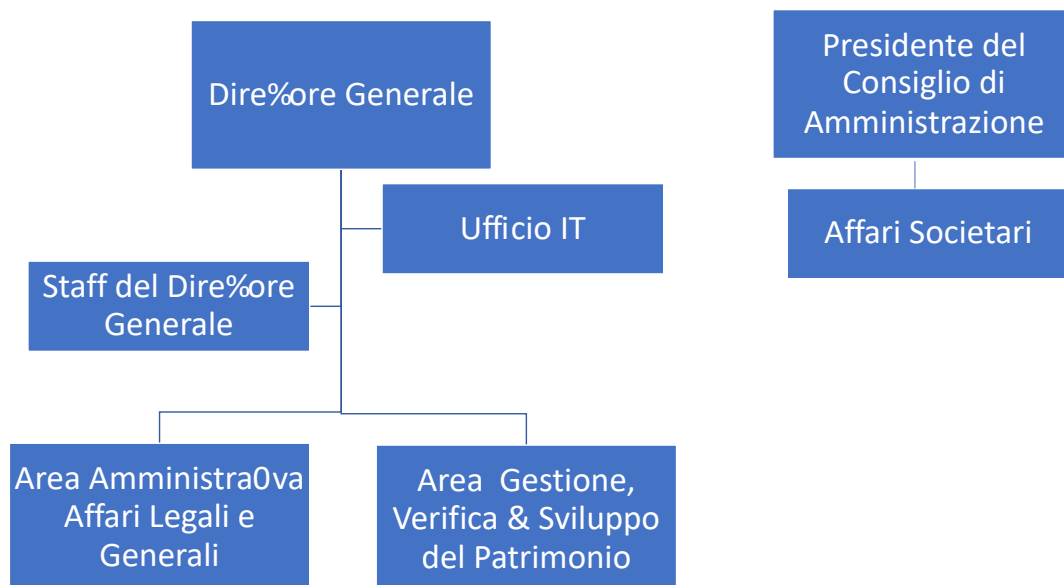 Dire%ore Generale
Presidente del
Consiglio di
Amministrazione
Ufficio IT
Affari Societari
Staff del Dire%ore
Generale
Area Amministra0va
Affari Legali e
Generali
Area Gestione,
Verifica & Sviluppo
del Patrimonio